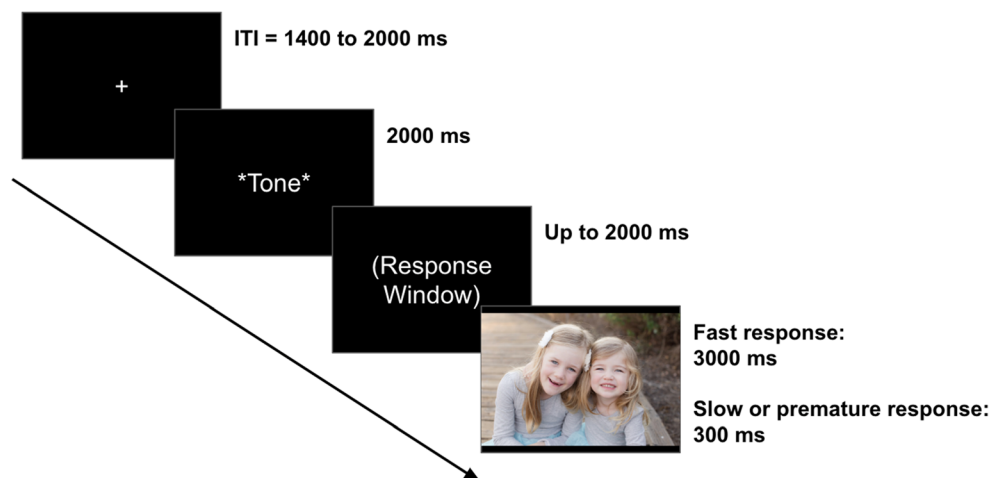 ITI = 1400 to 2000 ms
+
2000 ms
*Tone*
Up to 2000 ms
(Response
Window)
Fast response:
3000 ms
Slow or premature response:
300 ms